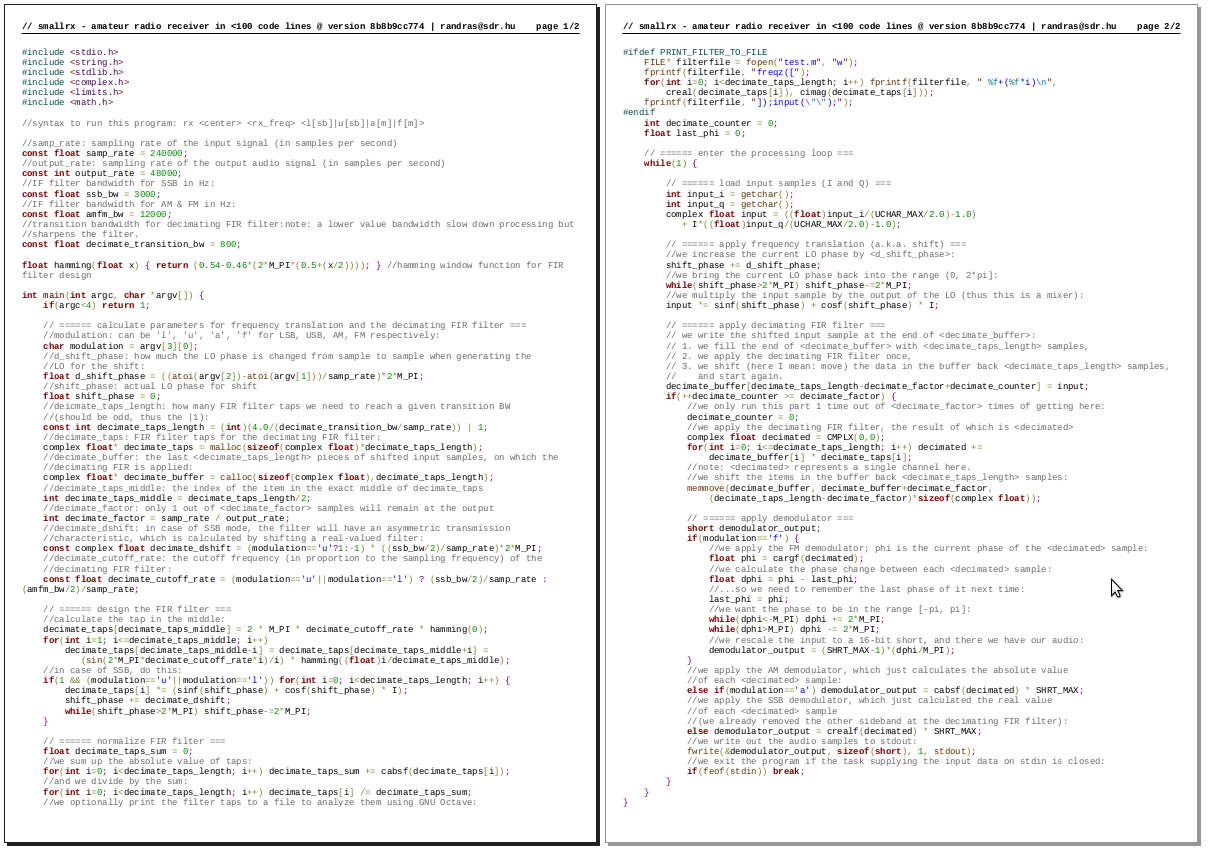 // smallrx - amateur radio receiver in <100 code lines @ version 8b8b9cc774 | randras@sdr.hu    page 1/2
#include <stdio.h>
#include <string.h>
#include <stdlib.h>
#include <complex.h>
#include <limits.h>
#include <math.h>
//syntax to run this program: rx <center> <rx_freq> <l[sb]|u[sb]|a[m]|f[m]>
//samp_rate: sampling rate of the input signal (in samples per second)
const float samp_rate = 240000;
//output_rate: sampling rate of the output audio signal (in samples per second)
const int output_rate = 48000;
//IF filter bandwidth for SSB in Hz:
const float ssb_bw = 3000;
//IF filter bandwidth for AM & FM in Hz:
const float amfm_bw = 12000;
//transition bandwidth for decimating FIR filter:note: a lower value bandwidth slow down processing but
//sharpens the filter.
const float decimate_transition_bw = 800;
float hamming(float x) { return (0.54-0.46*(2*M_PI*(0.5+(x/2)))); } //hamming window function for FIR
filter design
int main(int argc, char *argv[]) {
    if(argc<4) return 1;
    // ====== calculate parameters for frequency translation and the decimating FIR filter ===
    //modulation: can be 'l', 'u', 'a', 'f' for LSB, USB, AM, FM respectively:
    char modulation = argv[3][0];
    //d_shift_phase: how much the LO phase is changed from sample to sample when generating the
    //LO for the shift:
    float d_shift_phase = ((atoi(argv[2])-atoi(argv[1]))/samp_rate)*2*M_PI;
    //shift_phase: actual LO phase for shift
    float shift_phase = 0;
    //deicmate_taps_length: how many FIR filter taps we need to reach a given transition BW
    //(should be odd, thus the |1):
    const int decimate_taps_length = (int)(4.0/(decimate_transition_bw/samp_rate)) | 1;
    //decimate_taps: FIR filter taps for the decimating FIR filter:
    complex float* decimate_taps = malloc(sizeof(complex float)*decimate_taps_length);
    //decimate_buffer: the last <decimate_taps_length> pieces of shifted input samples, on which the
    //decimating FIR is applied:
    complex float* decimate_buffer = calloc(sizeof(complex float),decimate_taps_length);
    //decimate_taps_middle: the index of the item in the exact middle of decimate_taps
    int decimate_taps_middle = decimate_taps_length/2;
    //decimate_factor: only 1 out of <decimate_factor> samples will remain at the output
    int decimate_factor = samp_rate / output_rate;
    //decimate_dshift: in case of SSB mode, the filter will have an asymmetric transmission
    //characteristic, which is calculated by shifting a real-valued filter:
    const complex float decimate_dshift = (modulation=='u'?1:-1) * ((ssb_bw/2)/samp_rate)*2*M_PI;
    //decimate_cutoff_rate: the cutoff frequency (in proportion to the sampling frequency) of the
    //decimating FIR filter:
    const float decimate_cutoff_rate = (modulation=='u'||modulation=='l') ? (ssb_bw/2)/samp_rate :
(amfm_bw/2)/samp_rate;
    // ====== design the FIR filter ===
    //calculate the tap in the middle:
    decimate_taps[decimate_taps_middle] = 2 * M_PI * decimate_cutoff_rate * hamming(0);
    for(int i=1; i<=decimate_taps_middle; i++)
        decimate_taps[decimate_taps_middle-i] = decimate_taps[decimate_taps_middle+i] =
           (sin(2*M_PI*decimate_cutoff_rate*i)/i) * hamming((float)i/decimate_taps_middle);
    //in case of SSB, do this:
    if(1 && (modulation=='u'||modulation=='l')) for(int i=0; i<decimate_taps_length; i++) {
        decimate_taps[i] *= (sinf(shift_phase) + cosf(shift_phase) * I);
        shift_phase += decimate_dshift;
        while(shift_phase>2*M_PI) shift_phase-=2*M_PI;
    }
    // ====== normalize FIR filter ===
    float decimate_taps_sum = 0;
    //we sum up the absolute value of taps:
    for(int i=0; i<decimate_taps_length; i++) decimate_taps_sum += cabsf(decimate_taps[i]);
    //and we divide by the sum:
    for(int i=0; i<decimate_taps_length; i++) decimate_taps[i] /= decimate_taps_sum;
    //we optionally print the filter taps to a file to analyze them using GNU Octave:
// smallrx - amateur radio receiver in <100 code lines @ version 8b8b9cc774 | randras@sdr.hu    page 2/2
#ifdef PRINT_FILTER_TO_FILE
    FILE* filterfile = fopen("test.m", "w");
    fprintf(filterfile, "freqz([");
    for(int i=0; i<decimate_taps_length; i++) fprintf(filterfile, " %f+(%f*i)\n",
        creal(decimate_taps[i]), cimag(decimate_taps[i]));
    fprintf(filterfile, "]);input(\"\");");
#endif
    int decimate_counter = 0;
    float last_phi = 0;
    // ====== enter the processing loop ===
    while(1) {
        // ====== load input samples (I and Q) ===
        int input_i = getchar();
        int input_q = getchar();
        complex float input = ((float)input_i/(UCHAR_MAX/2.0)-1.0)
           + I*((float)input_q/(UCHAR_MAX/2.0)-1.0);
        // ====== apply frequency translation (a.k.a. shift) ===
        //we increase the current LO phase by <d_shift_phase>:
        shift_phase += d_shift_phase;
        //we bring the current LO phase back into the range (0, 2*pi]:
        while(shift_phase>2*M_PI) shift_phase-=2*M_PI;
        //we multiply the input sample by the output of the LO (thus this is a mixer):
        input *= sinf(shift_phase) + cosf(shift_phase) * I;
        // ====== apply decimating FIR filter ===
        // we write the shifted input sample at the end of <decimate_buffer>:
        // 1. we fill the end of <decimate_buffer> with <decimate_taps_length> samples,
        // 2. we apply the decimating FIR filter once,
        // 3. we shift (here I mean: move) the data in the buffer back <decimate_taps_length> samples,
        //    and start again.
        decimate_buffer[decimate_taps_length-decimate_factor+decimate_counter] = input;
        if(++decimate_counter >= decimate_factor) {
            //we only run this part 1 time out of <decimate_factor> times of getting here:
            decimate_counter = 0;
            //we apply the decimating FIR filter, the result of which is <decimated>
            complex float decimated = CMPLX(0,0);
            for(int i=0; i<=decimate_taps_length; i++) decimated +=
                decimate_buffer[i] * decimate_taps[i];
            //note: <decimated> represents a single channel here.
            //we shift the items in the buffer back <decimate_taps_length> samples:
            memmove(decimate_buffer, decimate_buffer+decimate_factor,
                (decimate_taps_length-decimate_factor)*sizeof(complex float));
            // ====== apply demodulator ===
            short demodulator_output;
            if(modulation=='f') {
                //we apply the FM demodulator; phi is the current phase of the <decimated> sample:
                float phi = cargf(decimated);
                //we calculate the phase change between each <decimated> sample:
                float dphi = phi - last_phi;
                //...so we need to remember the last phase of it next time:
                last_phi = phi;
                //we want the phase to be in the range [-pi, pi]:
                while(dphi<-M_PI) dphi += 2*M_PI;
                while(dphi>M_PI) dphi -= 2*M_PI;
                //we rescale the input to a 16-bit short, and there we have our audio:
                demodulator_output = (SHRT_MAX-1)*(dphi/M_PI);
            }
            //we apply the AM demodulator, which just calculates the absolute value
            //of each <decimated> sample:
            else if(modulation=='a') demodulator_output = cabsf(decimated) * SHRT_MAX;
            //we apply the SSB demodulator, which just calculated the real value
            //of each <decimated> sample
            //(we already removed the other sideband at the decimating FIR filter):
            else demodulator_output = crealf(decimated) * SHRT_MAX;
            //we write out the audio samples to stdout:
            fwrite(&demodulator_output, sizeof(short), 1, stdout);
            //we exit the program if the task supplying the input data on stdin is closed:
            if(feof(stdin)) break;
        }
    }
}